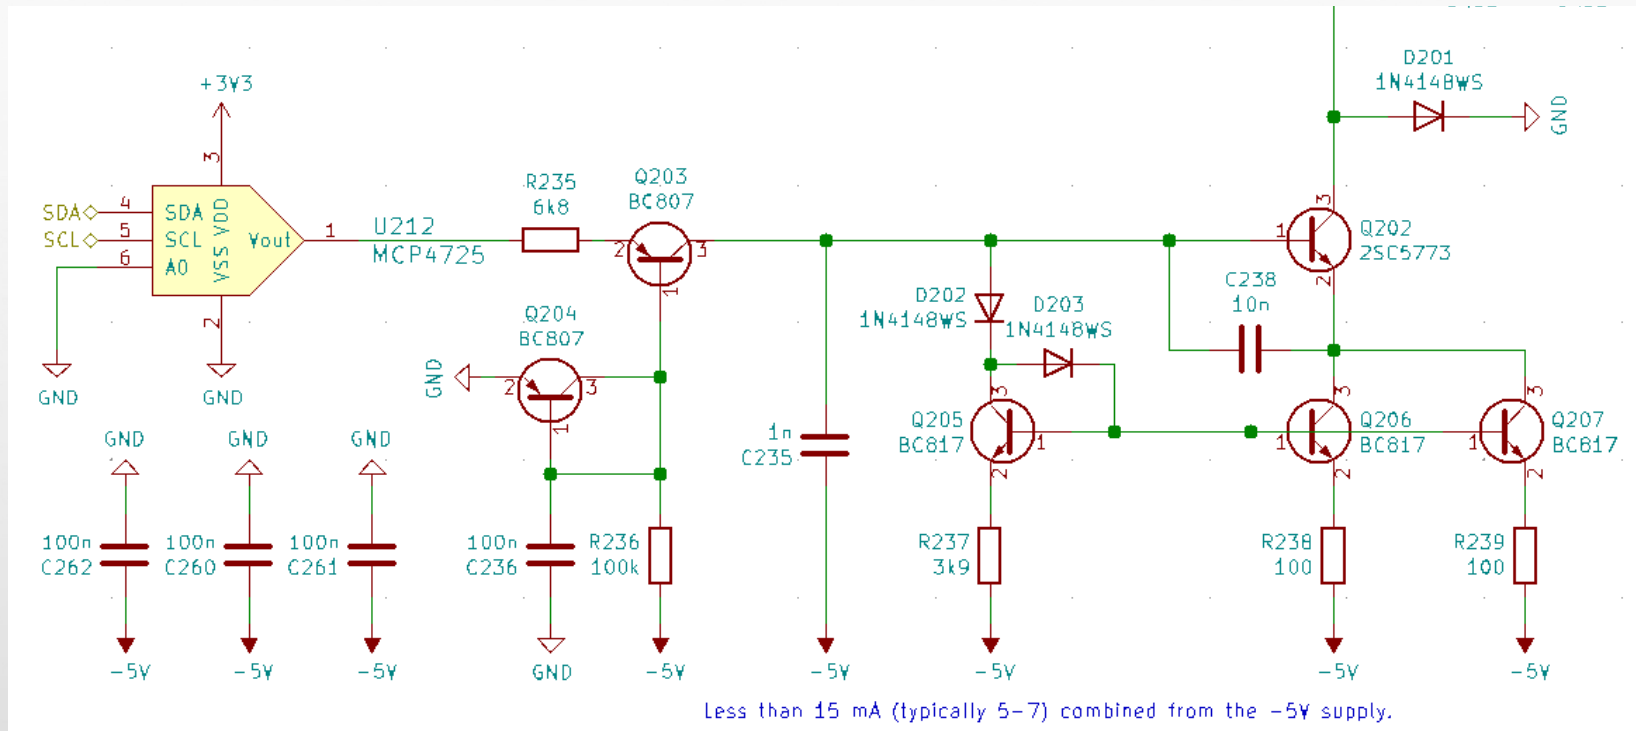 D201
1N4148WS
GND
+3V3
3
SDA
4
SDA
VDD
SCL
5
SCL
Vout
1
U212
MCP4725
6
A0
VSS
2
GND
GND
R235
6k8
Q203
BC807
2
3
1
Q204
BC807
GND
2
3
1
3
Q202
2SC5773
1
2
C238
10n
D202
1N4148WS
D203
1N4148WS
3
Q205
BC817
1
2
3
Q206
BC817
1
2
3
Q207
BC817
1
2
1n
C235
GND
GND
GND
100n
C262
100n
C260
100n
C261
100n
C236
R236
100k
R237
3k9
R238
100
R239
100
-5V
-5V
-5V
GND
-5V
-5V
-5V
-5V
-5V
Less than 15 mA (typically 5-7) combined from the -5V supply.